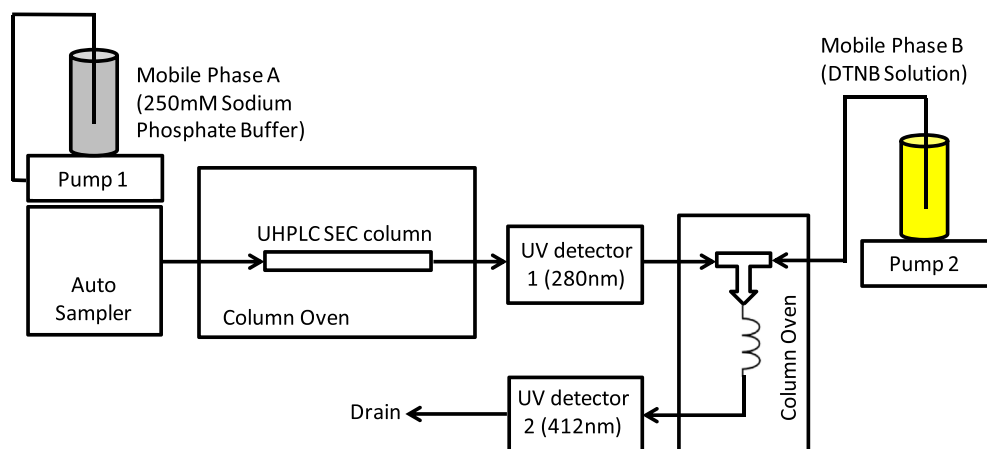 Mobile Phase A
(250mM Sodium
Phosphate Buffer)
Pump 1
Auto
Sampler
UHPLC SEC column
Column Oven
UV detector
1 (280nm)
Mobile Phase B
(DTNB Solution)
Pump 2
Column Oven
UV detector
2 (412nm)
Drain